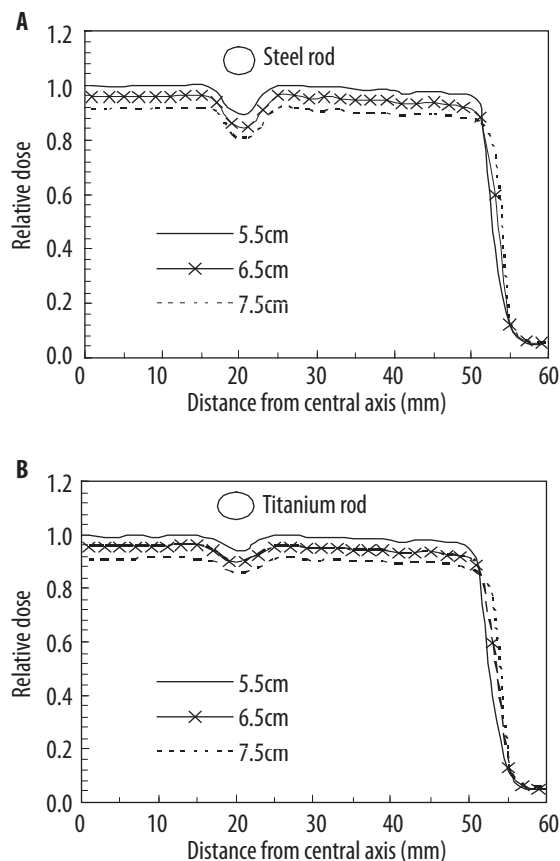 A
1.2
1.0
0.8
0.6
0.4
0.2
0.0
Relative dose
Steel rod
5.5cm
6.5cm
7.5cm
0 10 20 30 40 50 60
Distance from central axis (mm)
B
1.2
1.0
0.8
0.6
0.4
0.2
0.0
Relative dose
Titanium rod
5.5cm
6.5cm
7.5cm
0 10 20 30 40 50 60
Distance from central axis (mm)